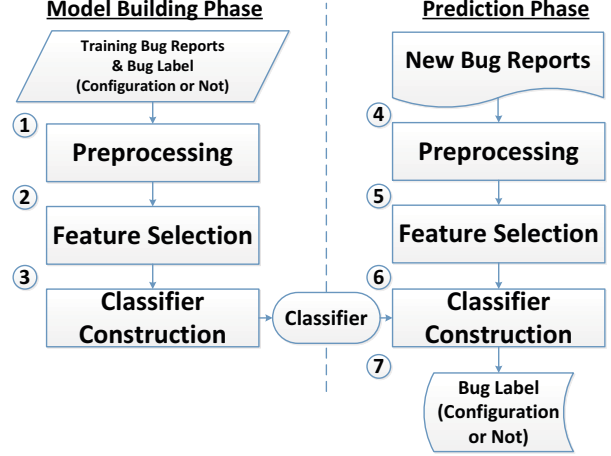 Model Building Phase
Training Bug Reports
& Bug Label
(Configuration or Not)
1
Preprocessing
2
Feature Selection
3
Classifier
Construction
Classifier
Prediction Phase
New Bug Reports
4
Preprocessing
5
Feature Selection
6
Classifier
Construction
7
Bug Label
(Configuration
or Not)